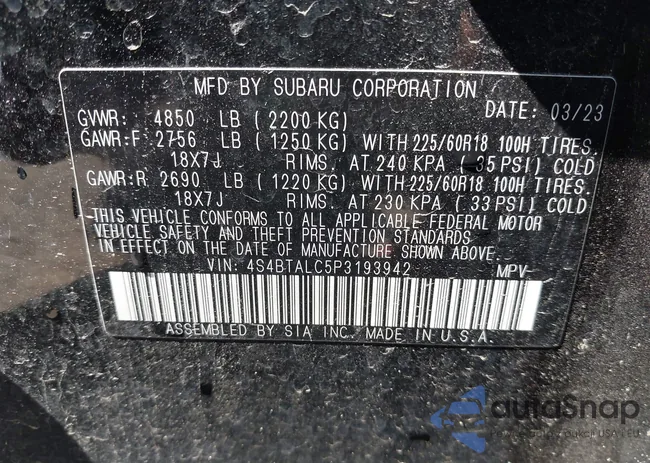 MFD BY SUBARU CORPORATION
DATE: 03/23
GVWR: 4850 LB (2200 KG)
GAWR:F 2756 LB (1250 KG) WITH 225/60R18 100H TIRES.
18X7J RIMS. AT 240 KPA (35 PSI) COLD
GAWR:R 2690 LB (1220 KG) WITH 225/60R18 100H TIRES.
18X7J RIMS. AT 230 KPA (33 PSI) COLD
THIS VEHICLE CONFORMS TO ALL APPLICABLE FEDERAL MOTOR
VEHICLE SAFETY AND THEFT PREVENTION STANDARDS
IN EFFECT ON THE DATE OF MANUFACTURE SHOWN ABOVE.
VIN: 4S4BTALC5P3193942 MPV
ASSEMBLED BY SIA INC. MADE IN U.S.A.
autoSnap